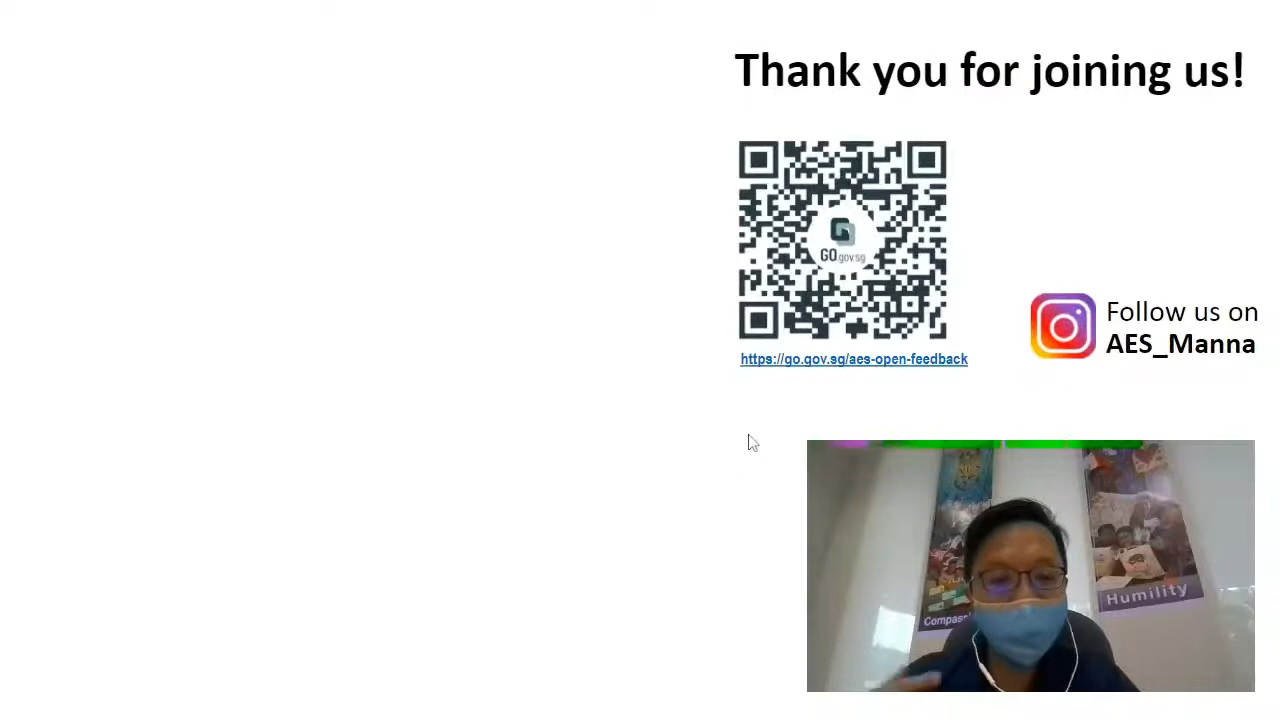 Thank you for joining us!
GO.gov.sg
https://go.gov.sg/aes-open-feedback
Follow us on
AES_Manna
Humility